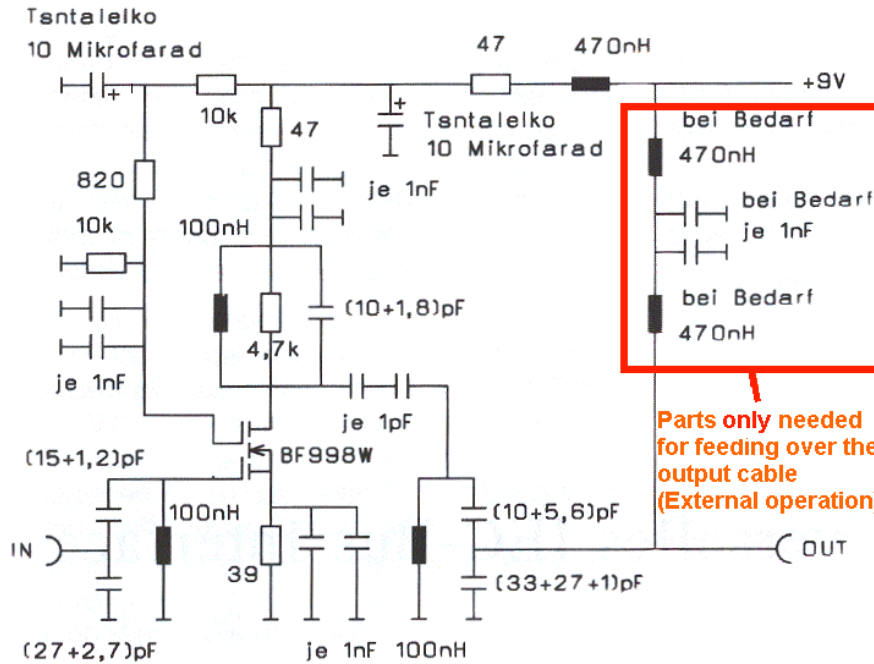 Tsntalelko
10 Mikrofarad
47
470nH
+9V
+
10k
47
+
Tsntalelko
10 Mikrofarad
bei Bedarf
470nH
820
je 1nF
10k
100nH
bei Bedarf
je 1nF
(10+1,8)pF
bei Bedarf
470nH
4,7k
je 1nF
je 1pF
Parts only needed
for feeding over the
output cable
(External operation)
(15+1,2)pF
BF998W
100nH
(10+5,6)pF
IN
39
OUT
(33+27+1)pF
(27+2,7)pF
je 1nF
100nH